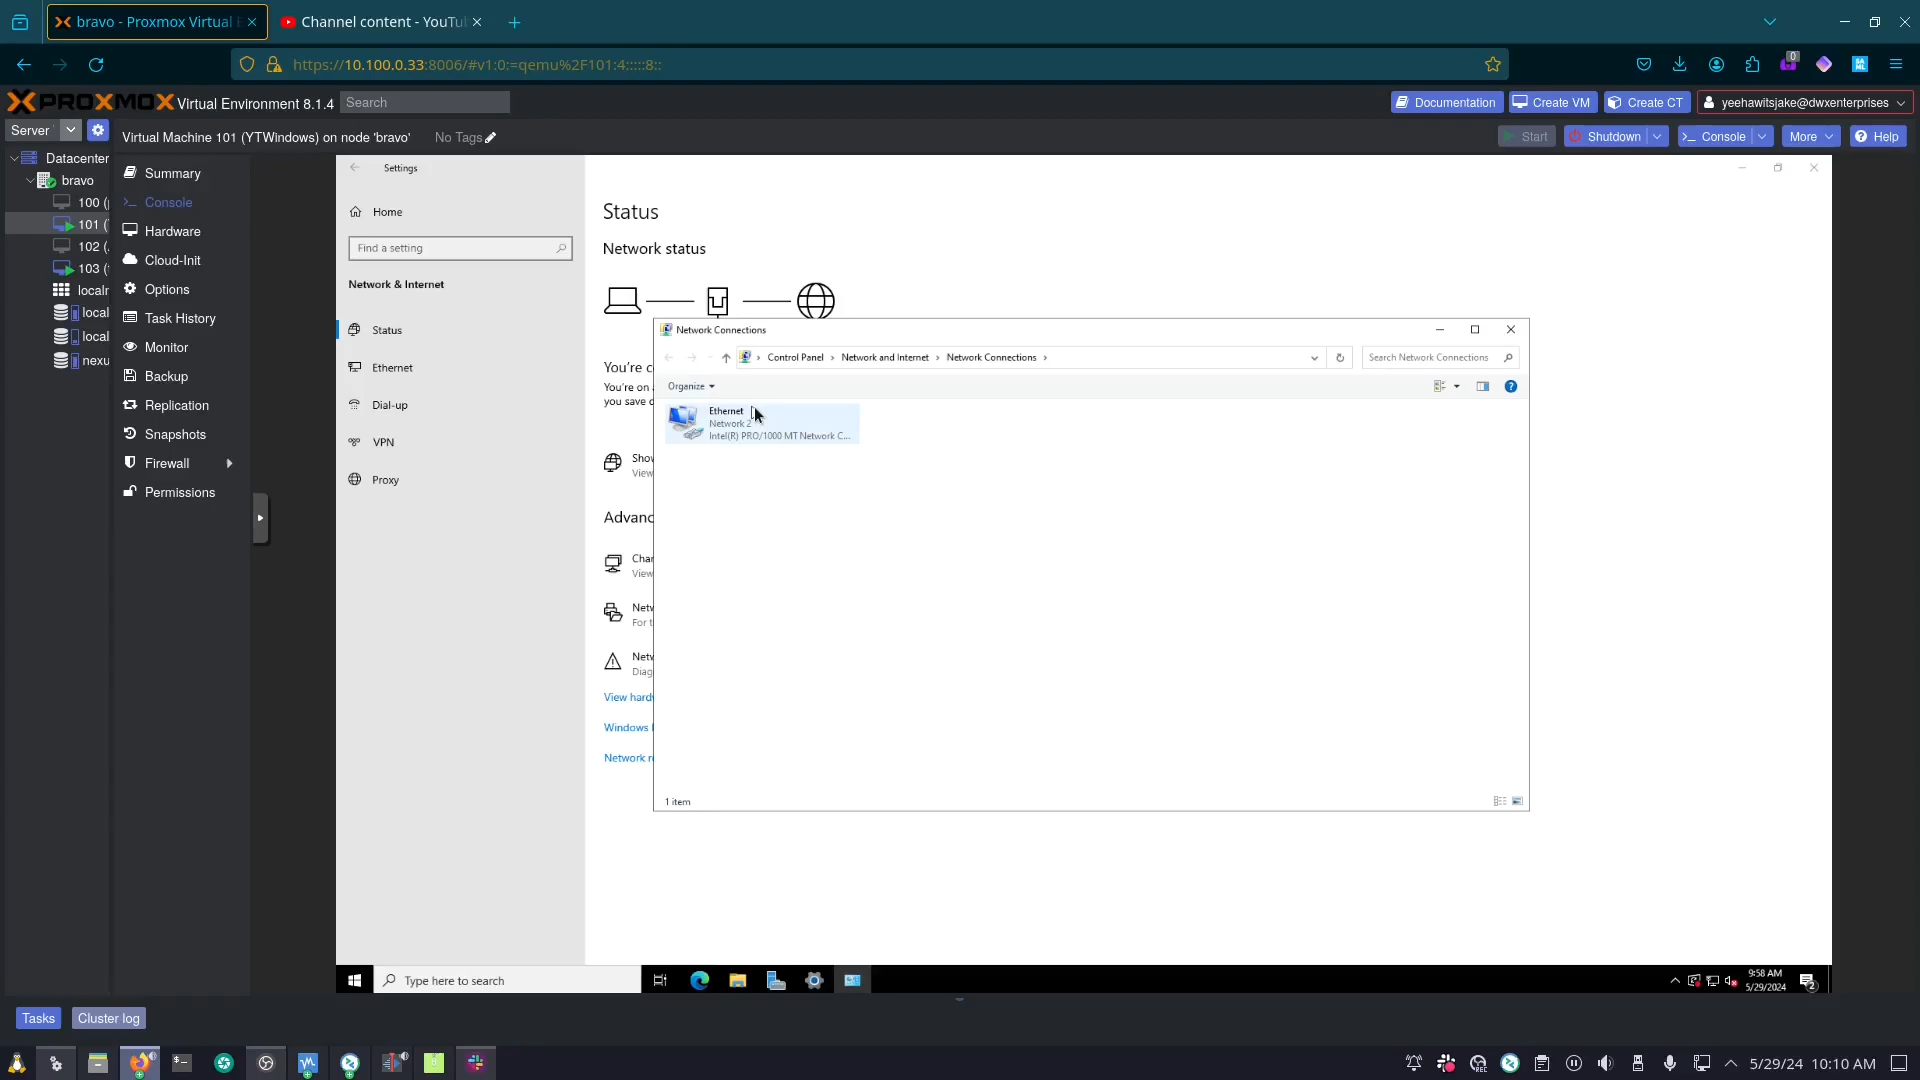 bravo - Proxmox Virtual E
Channel content - YouTu
https://10.100.0.33:8006/#v1:0:=qemu%2F101:4:::::8::
0
PROXMOX Virtual Environment 8.1.4
Search
Documentation
Create VM
Create CT
yeehawitsjake@dwxenterprises
Server
Virtual Machine 101 (YTWindows) on node 'bravo'
No Tags
Start
Shutdown
Console
More
Help
Datacenter
bravo
100 (
101 (
102 (
103 (
localn
local
local
nexu
Summary
Console
Hardware
Cloud-Init
Options
Task History
Monitor
Backup
Replication
Snapshots
Firewall
Permissions
Settings
Home
Find a setting
Network & Internet
Status
Ethernet
Dial-up
VPN
Proxy
Status
Network status
You're c
You're on
you save d
Show
View
Advanc
Chan
View
Netw
For t
Netw
Diag
View hardw
Windows
Network re
Network Connections
Control Panel
Network and Internet
Network Connections
Search Network Connections
Organize
Ethernet
Network 2
Intel(R) PRO/1000 MT Network C...
1 item
Type here to search
9:58 AM
5/29/2024
2
Tasks
Cluster log
REC
5/29/24 10:10 AM